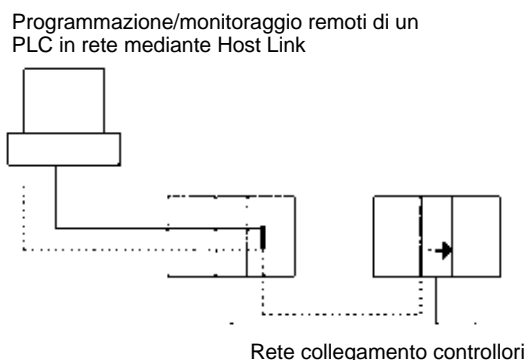 Programmazione/monitoraggio remoti di un
PLC in rete mediante Host Link
Rete collegamento controllori